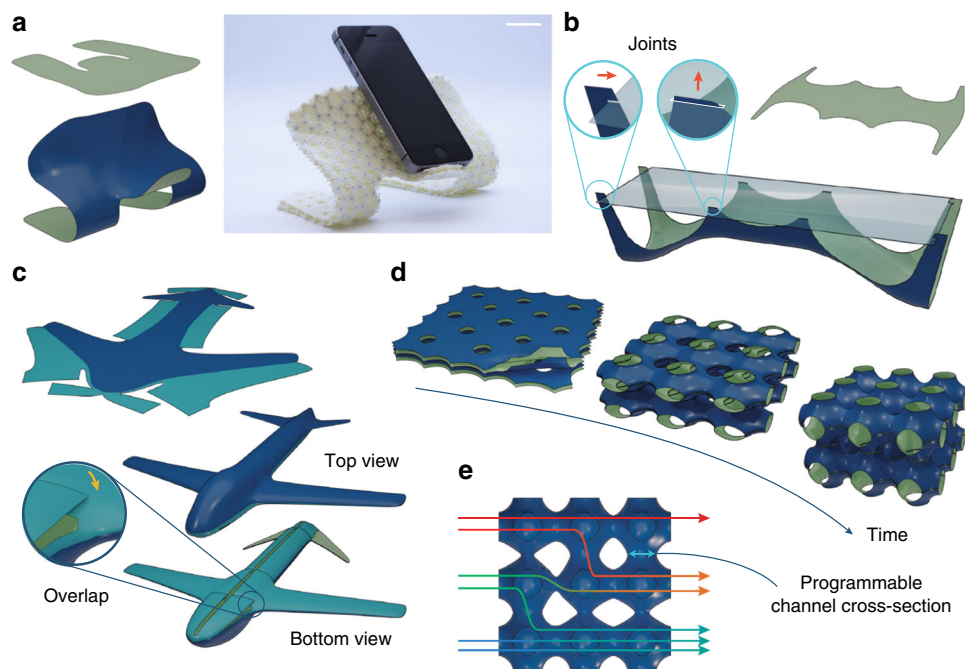 a
b
Joints
c
Top view
Overlap
Bottom view
d
Time
e
Programmable
channel cross-section